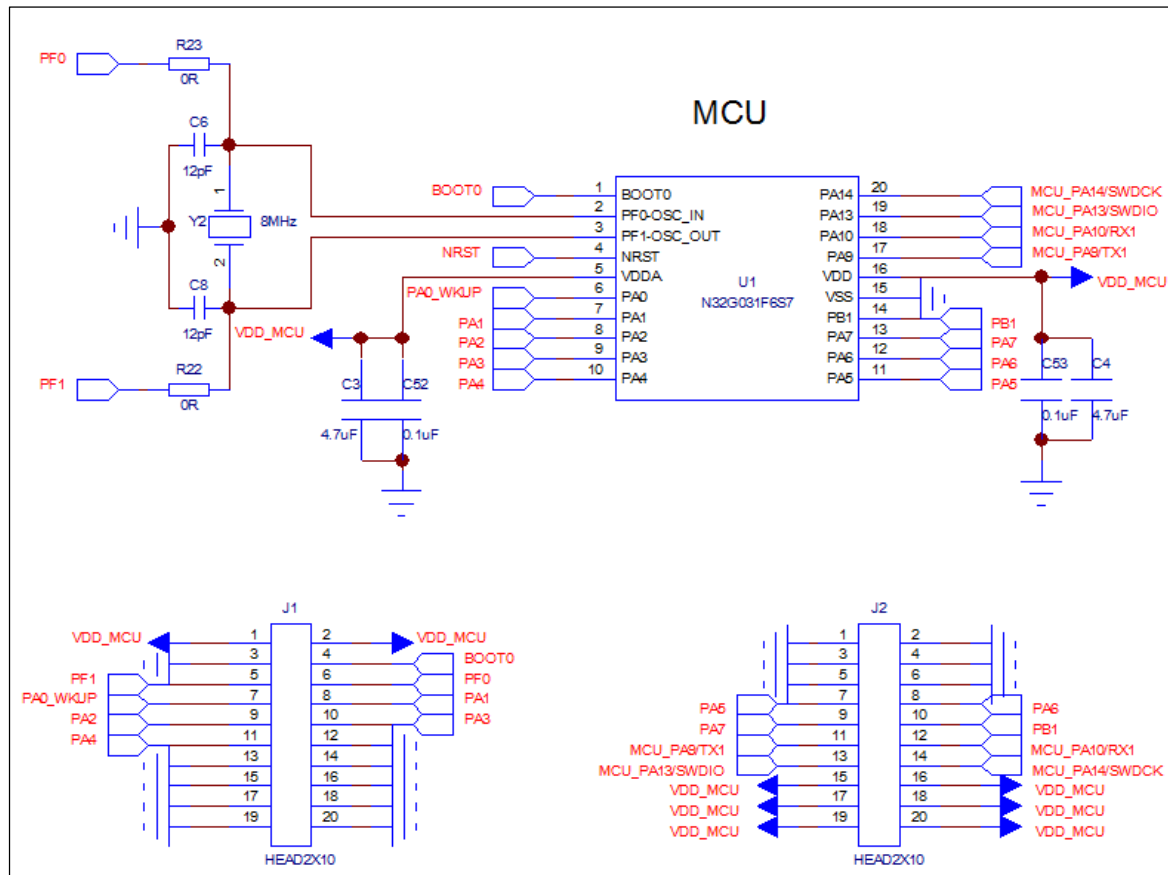 MCU
PF0
R23
0R
C6
12pF
1
Y2
8MHz
2
C8
12pF
PF1
R22
0R
BOOT0
NRST
VDD_MCU
PA0_WKUP
PA1
PA2
PA3
PA4
C3
C52
4.7uF
0.1uF
1 BOOT0
2 PF0-OSC_IN
3 PF1-OSC_OUT
4 NRST
5 VDDA
6 PA0
7 PA1
8 PA2
9 PA3
10 PA4
U1
N32G031F6S7
PA14 20
PA13 19
PA10 18
PA9 17
VDD 16
VSS 15
PB1 14
PA7 13
PA6 12
PA5 11
MCU_PA14/SWDCK
MCU_PA13/SWDIO
MCU_PA10/RX1
MCU_PA9/TX1
VDD_MCU
PB1
PA7
PA6
PA5
C53
C4
0.1uF
4.7uF
J1
VDD_MCU 1 2 VDD_MCU
3 4 BOOT0
PF1 5 6 PF0
PA0_WKUP 7 8 PA1
PA2 9 10 PA3
PA4 11 12
13 14
15 16
17 18
19 20
HEAD2X10
J2
1 2
3 4
5 6
PA5 7 8 PA6
PA7 9 10 PB1
MCU_PA9/TX1 11 12 MCU_PA10/RX1
MCU_PA13/SWDIO 13 14 MCU_PA14/SWDCK
VDD_MCU 15 16 VDD_MCU
VDD_MCU 17 18 VDD_MCU
VDD_MCU 19 20 VDD_MCU
HEAD2X10